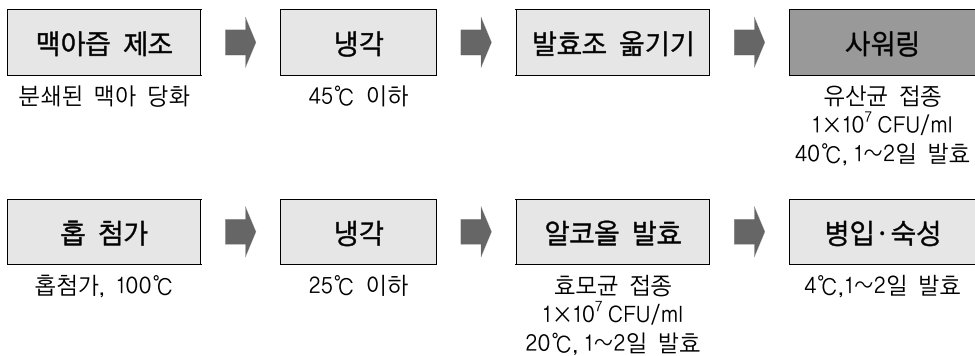 맥아즙 제조
분쇄된 맥아 당화
냉각
45℃ 이하
발효조 옮기기
사워링
유산균 접종
1×10⁷ CFU/ml
40℃, 1~2일 발효
홉 첨가
홉첨가, 100℃
냉각
25℃ 이하
알코올 발효
효모균 접종
1×10⁷ CFU/ml
20℃, 1~2일 발효
병입·숙성
4℃,1~2일 발효